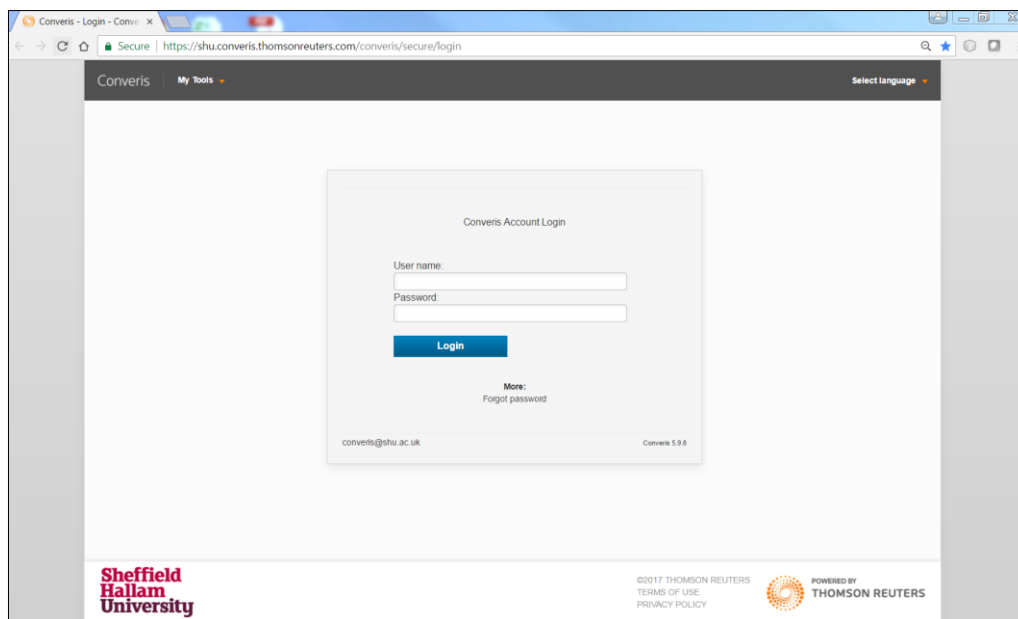 Converis - Login - Conve
Secure https://shu.converis.thomsonreuters.com/converis/secure/login
Converis My Tools Select language
Converis Account Login
User name:
Password:
Login
More:
Forgot password
converis@shu.ac.uk Converis 5.9.8
Sheffield
Hallam
University
©2017 THOMSON REUTERS
TERMS OF USE
PRIVACY POLICY
POWERED BY
THOMSON REUTERS